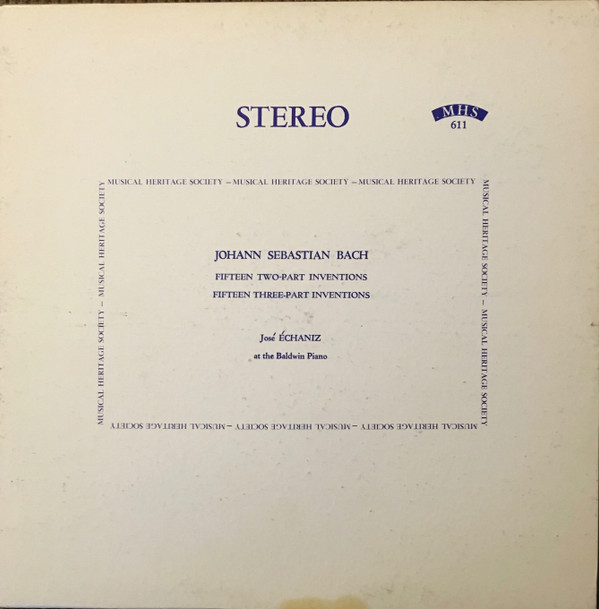 STEREO
MHS
611
MUSICAL HERITAGE SOCIETY – MUSICAL HERITAGE SOCIETY – MUSICAL HERITAGE SOCIETY
MUSICAL HERITAGE SOCIETY – MUSICAL HERITAGE SOCIETY
MUSICAL HERITAGE SOCIETY – MUSICAL HERITAGE SOCIETY
JOHANN SEBASTIAN BACH
FIFTEEN TWO-PART INVENTIONS
FIFTEEN THREE-PART INVENTIONS
José ÉCHANIZ
at the Baldwin Piano
MUSICAL HERITAGE SOCIETY – MUSICAL HERITAGE SOCIETY – MUSICAL HERITAGE SOCIETY